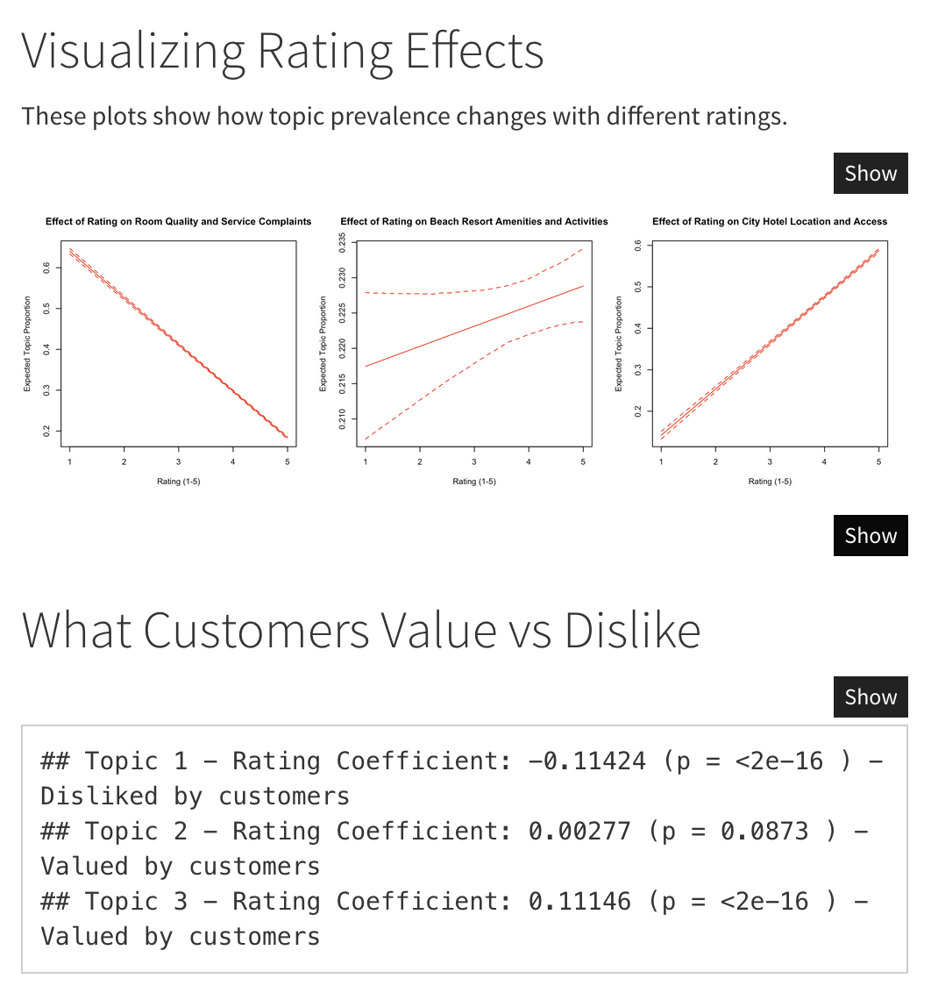 Visualizing Rating Effects
These plots show how topic prevalence changes with different ratings.
Show
Effect of Rating on Room Quality and Service Complaints
Expected Topic Proportion
0.6
0.5
0.4
0.3
0.2
1 2 3 4 5
Rating (1-5)
Effect of Rating on Beach Resort Amenities and Activities
Expected Topic Proportion
0.235
0.230
0.225
0.220
0.215
0.210
1 2 3 4 5
Rating (1-5)
Effect of Rating on City Hotel Location and Access
Expected Topic Proportion
0.6
0.5
0.4
0.3
0.2
1 2 3 4 5
Rating (1-5)
Show
What Customers Value vs Dislike
Show
## Topic 1 - Rating Coefficient: -0.11424 (p = <2e-16 ) -
Disliked by customers
## Topic 2 - Rating Coefficient: 0.00277 (p = 0.0873 ) -
Valued by customers
## Topic 3 - Rating Coefficient: 0.11146 (p = <2e-16 ) -
Valued by customers